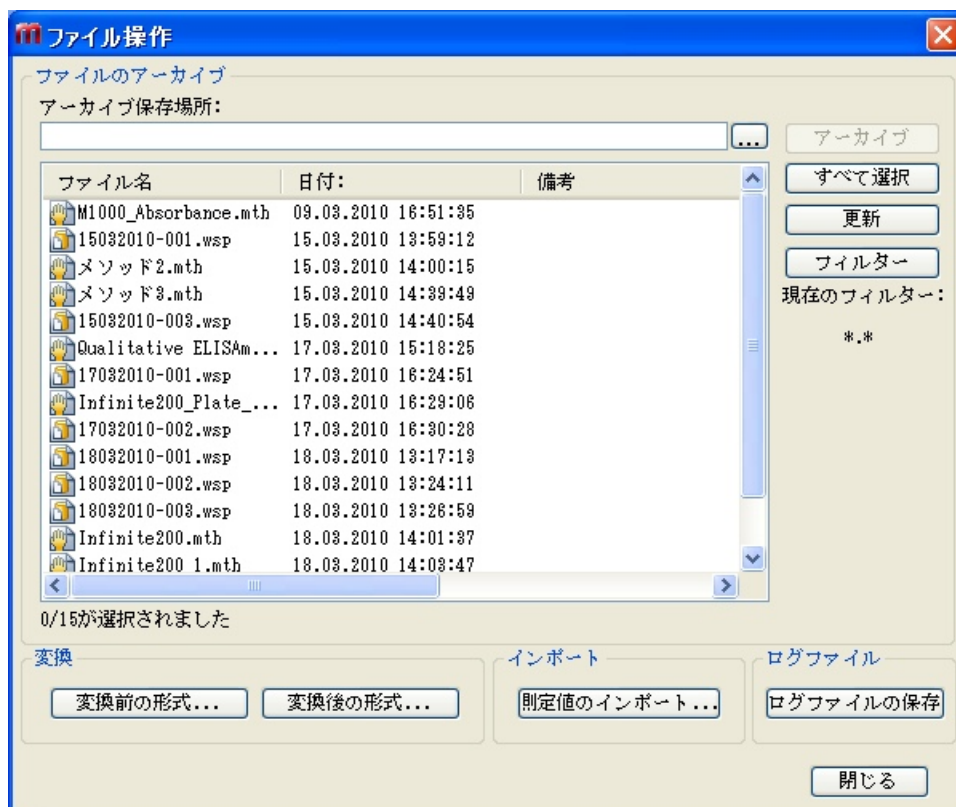 ファイル操作
ファイルのアーカイブ
アーカイブ保存場所:
...
アーカイブ
ファイル名 日付: 備考
すべて選択
更新
フィルター
現在のフィルター:
*.*
M1000_Absorbance.mth 09.03.2010 16:51:35
15032010-001.wsp 15.03.2010 13:59:12
メソッド2.mth 15.03.2010 14:00:15
メソッド3.mth 15.03.2010 14:39:49
15032010-003.wsp 15.03.2010 14:40:54
Qualitative ELISAm... 17.03.2010 15:18:25
17032010-001.wsp 17.03.2010 16:24:51
Infinite200_Plate_... 17.03.2010 16:29:06
17032010-002.wsp 17.03.2010 16:30:28
18032010-001.wsp 18.03.2010 13:17:13
18032010-002.wsp 18.03.2010 13:24:11
18032010-003.wsp 18.03.2010 13:26:59
Infinite200.mth 18.03.2010 14:01:37
Infinite200 1.mth 18.03.2010 14:03:47
0/15が選択されました
変換
変換前の形式...
変換後の形式...
インポート
測定値のインポート...
ログファイル
ログファイルの保存
閉じる